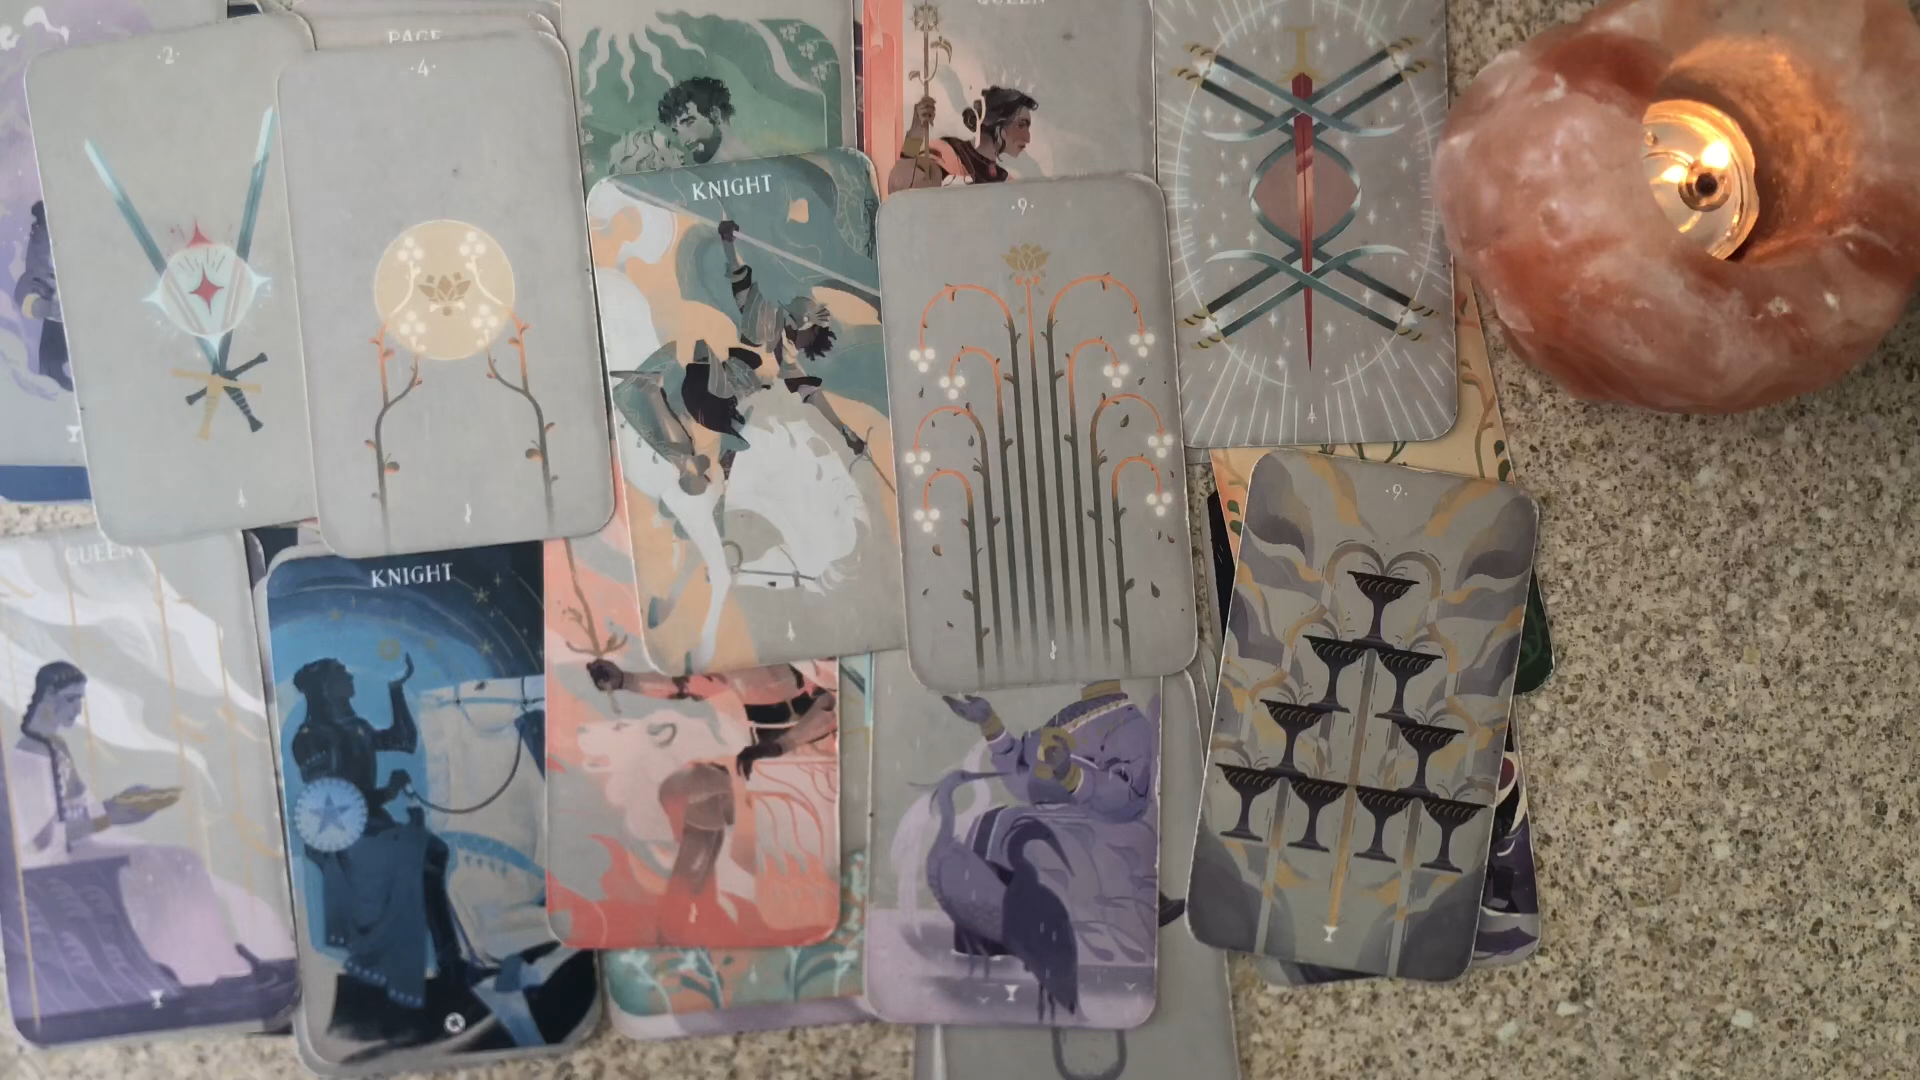 QUEEN
PAGE
·2·
·4·
KNIGHT
·9·
·9·
QUEEN
KNIGHT